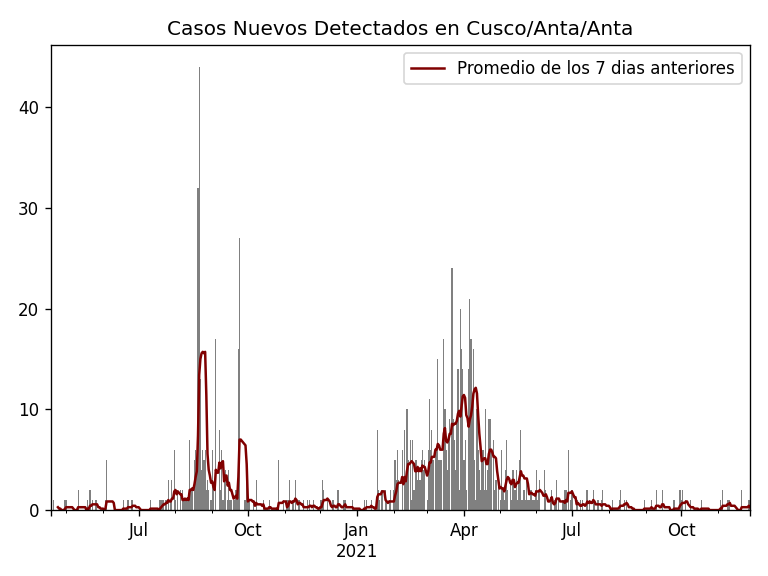 Casos Nuevos Detectados en Cusco/Anta/Anta
Promedio de los 7 dias anteriores
40
30
20
10
0
Jul Oct Jan Apr Jul Oct
2021